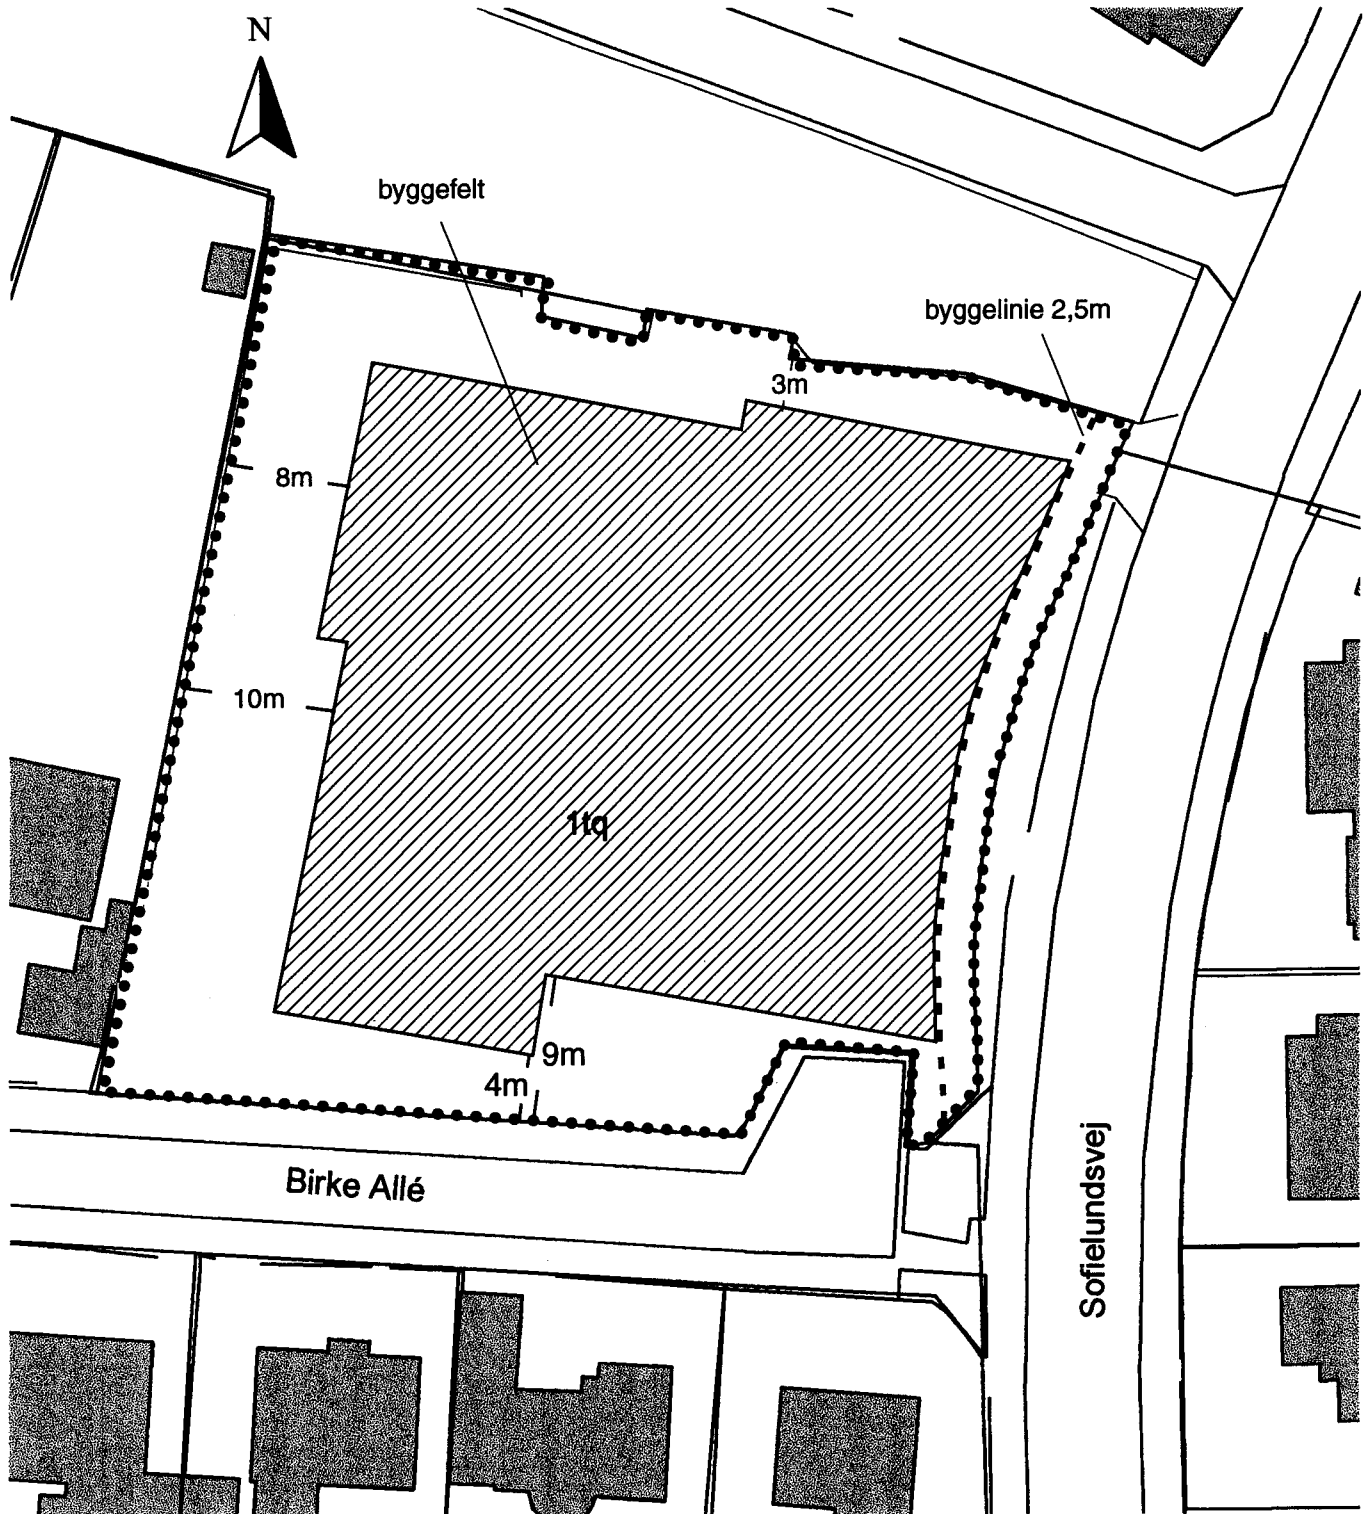 N
byggefelt
byggelinie 2,5m
3m
8m
10m
1tq
9m
4m
Birke Allé
Sofielundsvej